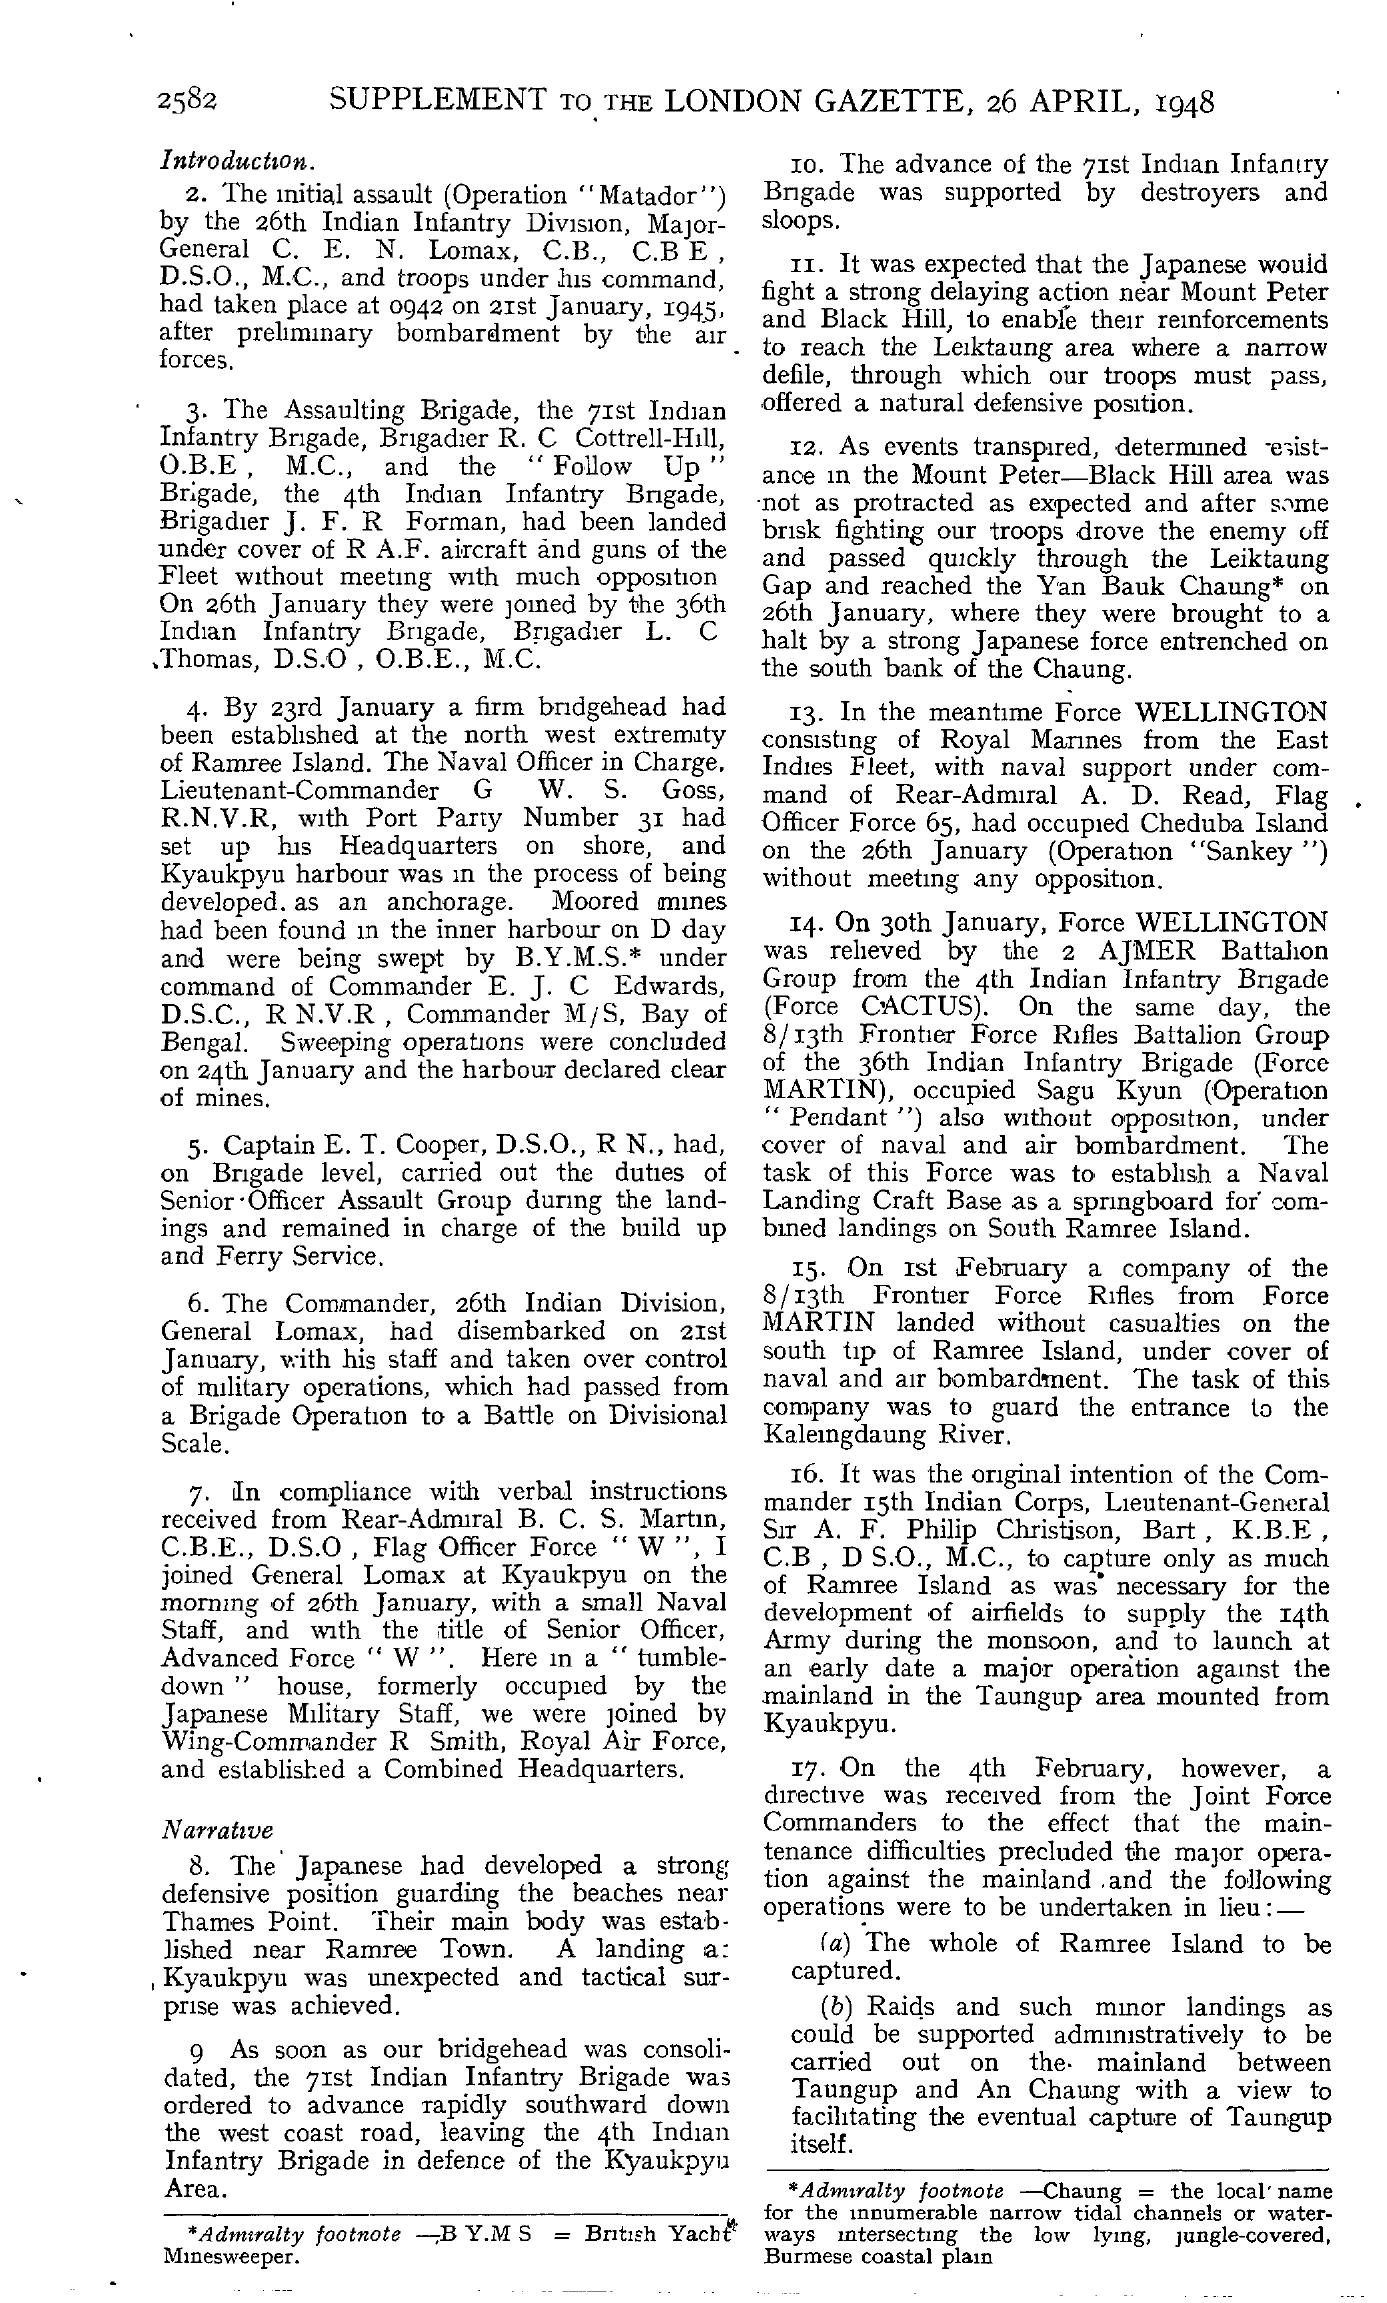 2582 SUPPLEMENT TO THE LONDON GAZETTE, 26 APRIL, 1948
Introduction.
2. The initial assault (Operation "Matador")
by the 26th Indian Infantry Division, Major-
General C. E. N. Lomax, C.B., C.B E ,
D.S.O., M.C., and troops under his command,
had taken place at 0942 on 21st January, 1945,
after preliminary bombardment by the air
forces.
3. The Assaulting Brigade, the 71st Indian
Infantry Brigade, Brigadier R. C Cottrell-Hill,
O.B.E , M.C., and the " Follow Up "
Brigade, the 4th Indian Infantry Brigade,
Brigadier J. F. R Forman, had been landed
under cover of R A.F. aircraft and guns of the
Fleet without meeting with much opposition
On 26th January they were joined by the 36th
Indian Infantry Brigade, Brigadier L. C
Thomas, D.S.O , O.B.E., M.C.
4. By 23rd January a firm bridgehead had
been established at the north west extremity
of Ramree Island. The Naval Officer in Charge,
Lieutenant-Commander G W. S. Goss,
R.N.V.R, with Port Party Number 31 had
set up his Headquarters on shore, and
Kyaukpyu harbour was in the process of being
developed. as an anchorage. Moored mines
had been found in the inner harbour on D day
and were being swept by B.Y.M.S.* under
command of Commander E. J. C Edwards,
D.S.C., R N.V.R , Commander M/S, Bay of
Bengal. Sweeping operations were concluded
on 24th January and the harbour declared clear
of mines.
5. Captain E. T. Cooper, D.S.O., R N., had,
on Brigade level, carried out the duties of
Senior Officer Assault Group during the land-
ings and remained in charge of the build up
and Ferry Service.
6. The Commander, 26th Indian Division,
General Lomax, had disembarked on 21st
January, with his staff and taken over control
of military operations, which had passed from
a Brigade Operation to a Battle on Divisional
Scale.
7. In compliance with verbal instructions
received from Rear-Admiral B. C. S. Martin,
C.B.E., D.S.O , Flag Officer Force " W ", I
joined General Lomax at Kyaukpyu on the
morning of 26th January, with a small Naval
Staff, and with the title of Senior Officer,
Advanced Force " W ". Here in a " tumble-
down " house, formerly occupied by the
Japanese Military Staff, we were joined by
Wing-Commander R Smith, Royal Air Force,
and established a Combined Headquarters.
Narrative
8. The Japanese had developed a strong
defensive position guarding the beaches near
Thames Point. Their main body was estab-
lished near Ramree Town. A landing at
Kyaukpyu was unexpected and tactical sur-
prise was achieved.
9 As soon as our bridgehead was consoli-
dated, the 71st Indian Infantry Brigade was
ordered to advance rapidly southward down
the west coast road, leaving the 4th Indian
Infantry Brigade in defence of the Kyaukpyu
Area.
*Admiralty footnote —B Y.M S = British Yacht
Minesweeper.
10. The advance of the 71st Indian Infantry
Brigade was supported by destroyers and
sloops.
11. It was expected that the Japanese would
fight a strong delaying action near Mount Peter
and Black Hill, to enable their reinforcements
to reach the Leiktaung area where a narrow
defile, through which our troops must pass,
offered a natural defensive position.
12. As events transpired, determined resist-
ance in the Mount Peter—Black Hill area was
not as protracted as expected and after some
brisk fighting our troops drove the enemy off
and passed quickly through the Leiktaung
Gap and reached the Yan Bauk Chaung* on
26th January, where they were brought to a
halt by a strong Japanese force entrenched on
the south bank of the Chaung.
13. In the meantime Force WELLINGTON
consisting of Royal Marines from the East
Indies Fleet, with naval support under com-
mand of Rear-Admiral A. D. Read, Flag
Officer Force 65, had occupied Cheduba Island
on the 26th January (Operation "Sankey ")
without meeting any opposition.
14. On 30th January, Force WELLINGTON
was relieved by the 2 AJMER Battalion
Group from the 4th Indian Infantry Brigade
(Force CACTUS). On the same day, the
8/13th Frontier Force Rifles Battalion Group
of the 36th Indian Infantry Brigade (Force
MARTIN), occupied Sagu Kyun (Operation
" Pendant ") also without opposition, under
cover of naval and air bombardment. The
task of this Force was to establish a Naval
Landing Craft Base as a springboard for com-
bined landings on South Ramree Island.
15. On 1st February a company of the
8/13th Frontier Force Rifles from Force
MARTIN landed without casualties on the
south tip of Ramree Island, under cover of
naval and air bombardment. The task of this
company was to guard the entrance to the
Kaleingdaung River.
16. It was the original intention of the Com-
mander 15th Indian Corps, Lieutenant-General
Sir A. F. Philip Christison, Bart , K.B.E ,
C.B , D S.O., M.C., to capture only as much
of Ramree Island as was necessary for the
development of airfields to supply the 14th
Army during the monsoon, and to launch at
an early date a major operation against the
mainland in the Taungup area mounted from
Kyaukpyu.
17. On the 4th February, however, a
directive was received from the Joint Force
Commanders to the effect that the main-
tenance difficulties precluded the major opera-
tion against the mainland and the following
operations were to be undertaken in lieu:—
(a) The whole of Ramree Island to be
captured.
(b) Raids and such minor landings as
could be supported administratively to be
carried out on the mainland between
Taungup and An Chaung with a view to
facilitating the eventual capture of Taungup
itself.
*Admiralty footnote —Chaung = the local name
for the innumerable narrow tidal channels or water-
ways intersecting the low lying, jungle-covered,
Burmese coastal plain